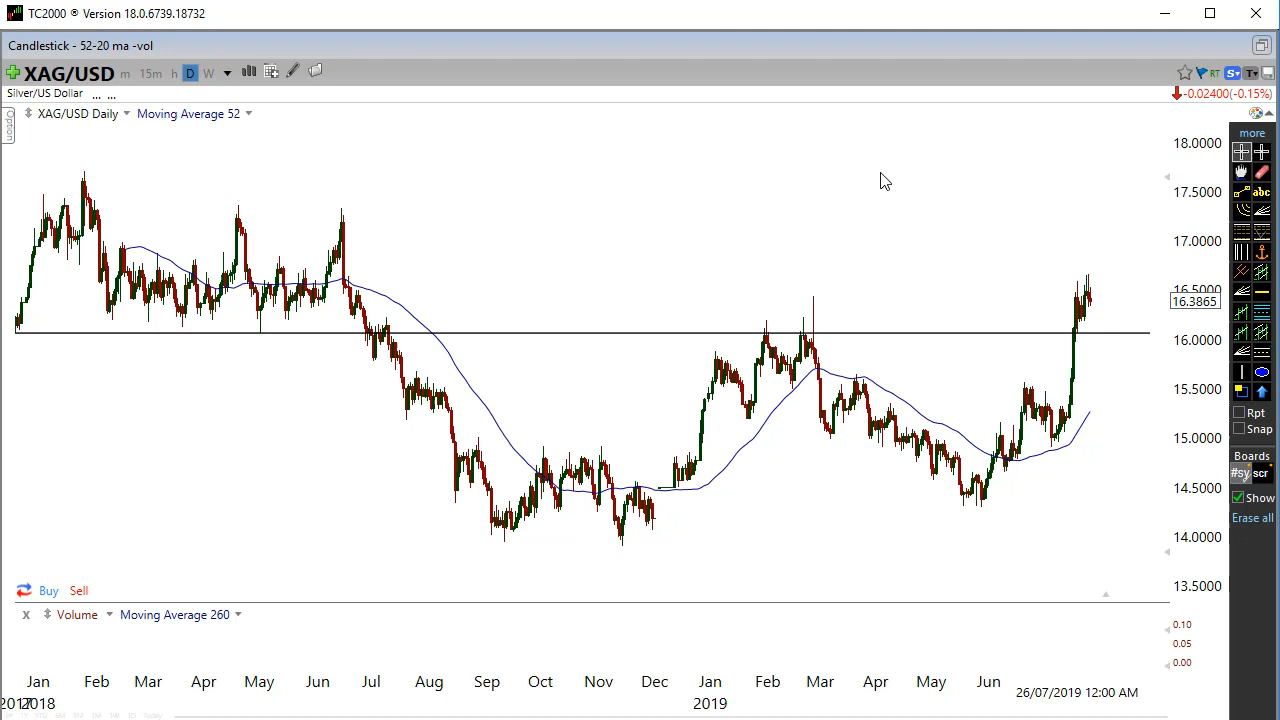 TC2000 ® Version 18.0.6739.18732
Candlestick - 52-20 ma -vol
XAG/USD m 15m h D W
RT S T
Silver/US Dollar ... ... -0.02400(-0.15%)
Option
XAG/USD Daily Moving Average 52
more
abc
18.0000
17.5000
17.0000
16.5000
16.3865
16.0000
15.5000
15.0000
14.5000
14.0000
13.5000
Rpt
Snap
Boards
#sy scr
Show
Erase all
Buy Sell
X Volume Moving Average 260
0.10
0.05
0.00
Jan Feb Mar Apr May Jun Jul Aug Sep Oct Nov Dec Jan Feb Mar Apr May Jun
26/07/2019 12:00 AM
2018 2019